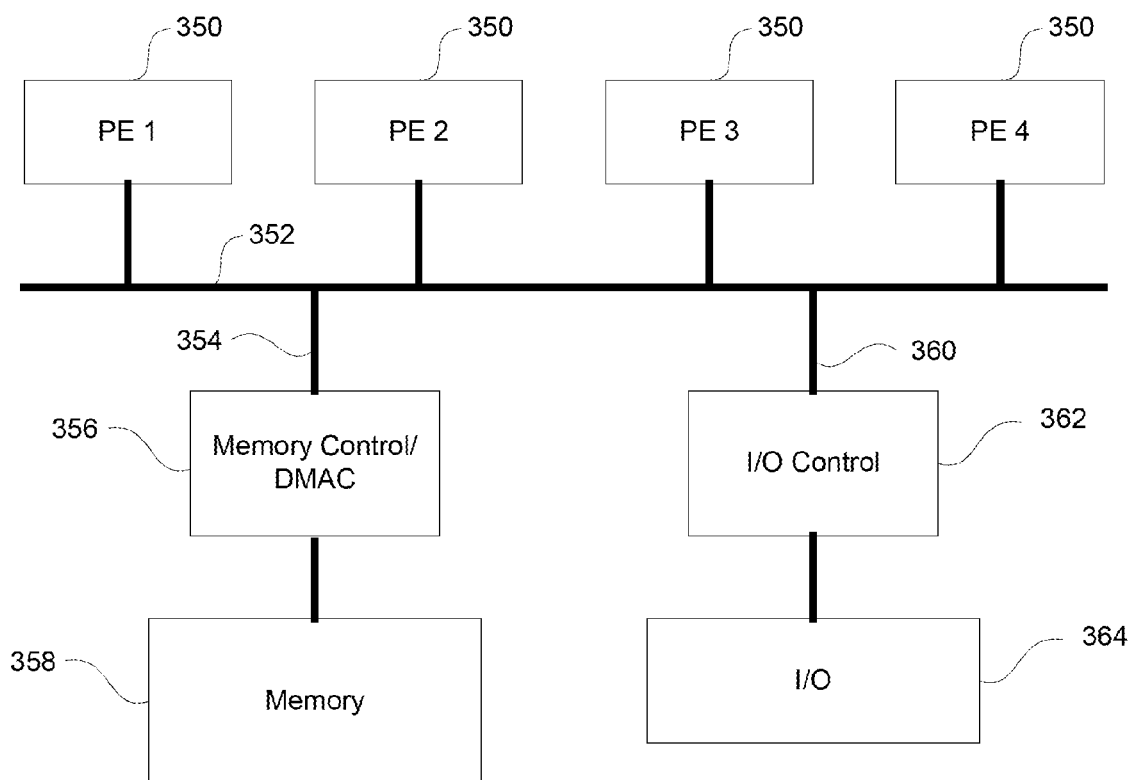 350
350
350
350
PE 1
PE 2
PE 3
PE 4
352
354
360
356
Memory Control/
DMAC
362
I/O Control
358
Memory
364
I/O